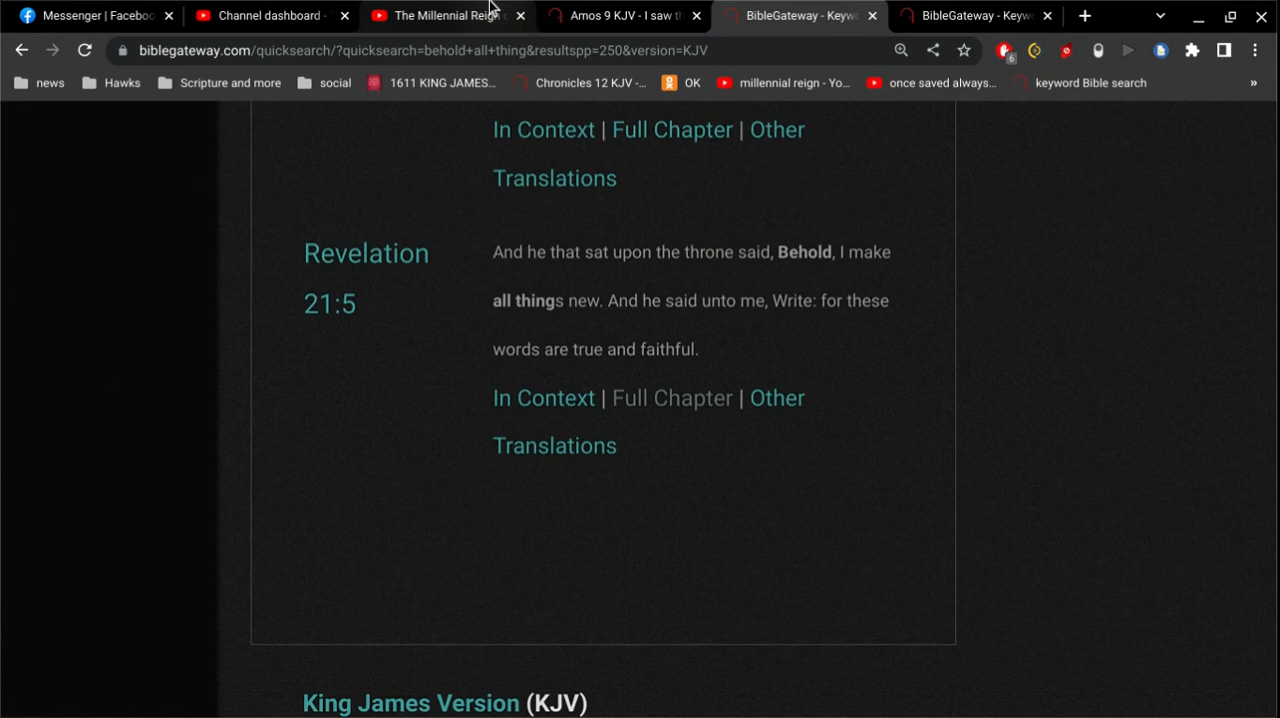 Messenger | Faceboo
Channel dashboard -
The Millennial Reign
Amos 9 KJV - I saw th
BibleGateway - Keyw
BibleGateway - Keyw
biblegateway.com/quicksearch/?quicksearch=behold+all+thing&resultspp=250&version=KJV
6
news
Hawks
Scripture and more
social
1611 KING JAMES...
Chronicles 12 KJV -...
OK
millennial reign - Yo...
once saved always...
keyword Bible search
»
In Context | Full Chapter | Other
Translations
Revelation
21:5
And he that sat upon the throne said, Behold, I make
all things new. And he said unto me, Write: for these
words are true and faithful.
In Context | Full Chapter | Other
Translations
King James Version (KJV)